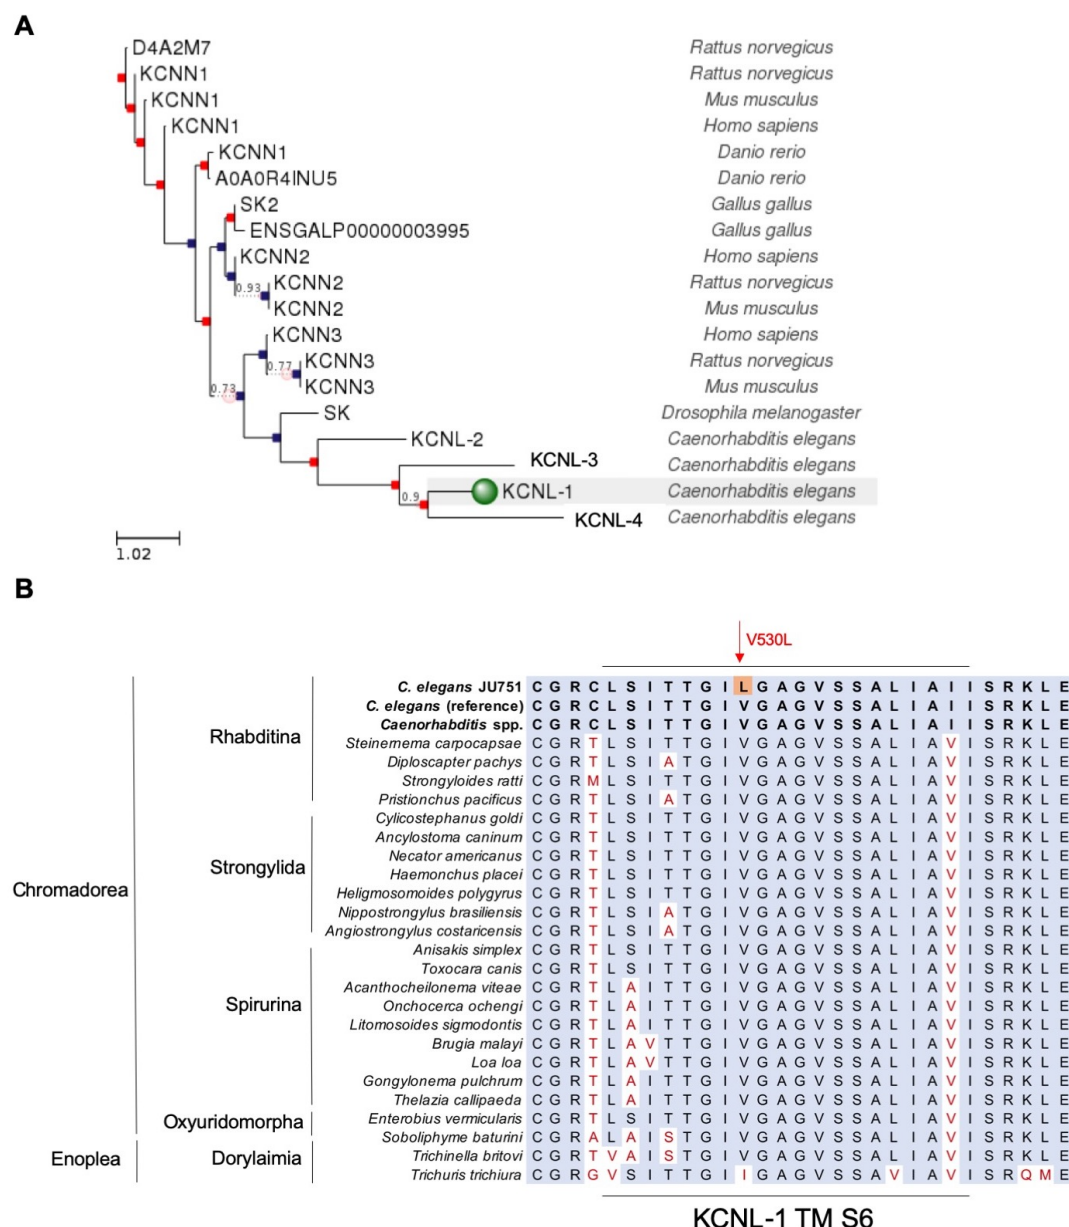 A
D4A2M7 Rattus norvegicus
KCNN1 Rattus norvegicus
KCNN1 Mus musculus
KCNN1 Homo sapiens
KCNN1 Danio rerio
A0A0R4INU5 Danio rerio
SK2 Gallus gallus
ENSGALP00000003995 Gallus gallus
KCNN2 Homo sapiens
0.93 KCNN2 Rattus norvegicus
KCNN2 Mus musculus
KCNN3 Homo sapiens
0.77 KCNN3 Rattus norvegicus
0.73 KCNN3 Mus musculus
SK Drosophila melanogaster
KCNL-2 Caenorhabditis elegans
KCNL-3 Caenorhabditis elegans
0.9 KCNL-1 Caenorhabditis elegans
KCNL-4 Caenorhabditis elegans
1.02
B
V530L
C. elegans JU751 C G R C L S I T T G I L G A G V S S A L I A I I S R K L E
C. elegans (reference) C G R C L S I T T G I V G A G V S S A L I A I I S R K L E
Caenorhabditis spp. C G R C L S I T T G I V G A G V S S A L I A I I S R K L E
Rhabditina
Steinernema carpocapsae C G R T L S I T T G I V G A G V S S A L I A V I S R K L E
Diploscapter pachys C G R T L S I A T G I V G A G V S S A L I A V I S R K L E
Strongyloides ratti C G R M L S I T T G I V G A G V S S A L I A V I S R K L E
Pristionchus pacificus C G R T L S I A T G I V G A G V S S A L I A V I S R K L E
Cylicostephanus goldi C G R T L S I T T G I V G A G V S S A L I A V I S R K L E
Ancylostoma caninum C G R T L S I T T G I V G A G V S S A L I A V I S R K L E
Necator americanus C G R T L S I T T G I V G A G V S S A L I A V I S R K L E
Strongylida
Haemonchus placei C G R T L S I T T G I V G A G V S S A L I A V I S R K L E
Chromadorea
Heligmosomoides polygyrus C G R T L S I T T G I V G A G V S S A L I A V I S R K L E
Nippostrongylus brasiliensis C G R T L S I A T G I V G A G V S S A L I A V I S R K L E
Angiostrongylus costaricensis C G R T L S I A T G I V G A G V S S A L I A V I S R K L E
Anisakis simplex C G R T L S I T T G I V G A G V S S A L I A V I S R K L E
Toxocara canis C G R T L S I T T G I V G A G V S S A L I A V I S R K L E
Acanthocheilonema viteae C G R T L A I T T G I V G A G V S S A L I A V I S R K L E
Spirurina
Onchocerca ochengi C G R T L A I T T G I V G A G V S S A L I A V I S R K L E
Litomosoides sigmodontis C G R T L A I T T G I V G A G V S S A L I A V I S R K L E
Brugia malayi C G R T L A V T T G I V G A G V S S A L I A V I S R K L E
Loa loa C G R T L A V T T G I V G A G V S S A L I A V I S R K L E
Gongylonema pulchrum C G R T L A I T T G I V G A G V S S A L I A V I S R K L E
Thelazia callipaeda C G R T L A I T T G I V G A G V S S A L I A V I S R K L E
Oxyuridomorpha Enterobius vermicularis C G R T L S I T T G I V G A G V S S A L I A V I S R K L E
Soboliphyme baturini C G R A L A I S T G I V G A G V S S A L I A V I S R K L E
Enoplea Dorylaimia Trichinella britovi C G R T V A I S T G I V G A G V S S A L I A V I S R K L E
Trichuris trichiura C G R G V S I T T G I I G A G V S S A V I A V I S R Q M E
KCNL-1 TM S6